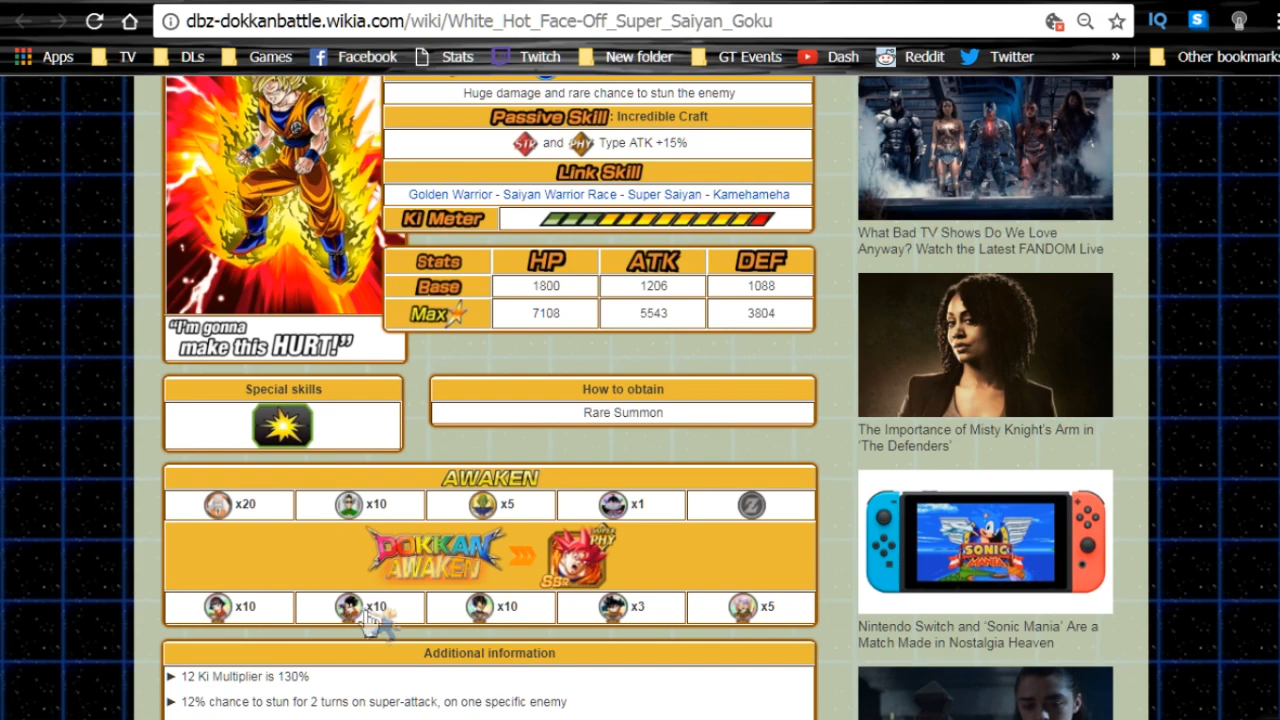 dbz-dokkanbattle.wikia.com/wiki/White_Hot_Face-Off_Super_Saiyan_Goku
IQ
S
Apps
TV
DLs
Games
Facebook
Stats
Twitch
New folder
GT Events
Dash
Reddit
Twitter
»
Other bookmarks
Huge damage and rare chance to stun the enemy
Passive Skill: Incredible Craft
STR and PHY Type ATK +15%
Link Skill
Golden Warrior - Saiyan Warrior Race - Super Saiyan - Kamehameha
Ki Meter
Stats HP ATK DEF
Base 1800 1206 1088
Max 7108 5543 3804
"I'm gonna
make this HURT!"
Special skills
How to obtain
Rare Summon
AWAKEN
x20 x10 x5 x1 Z
DOKKAN
AWAKEN
SUPER
PHY
SSR
x10 x10 x10 x3 x5
Additional information
► 12 Ki Multiplier is 130%
► 12% chance to stun for 2 turns on super-attack, on one specific enemy
What Bad TV Shows Do We Love
Anyway? Watch the Latest FANDOM Live
The Importance of Misty Knight's Arm in
'The Defenders'
SONIC
MANIA
Nintendo Switch and 'Sonic Mania' Are a
Match Made in Nostalgia Heaven